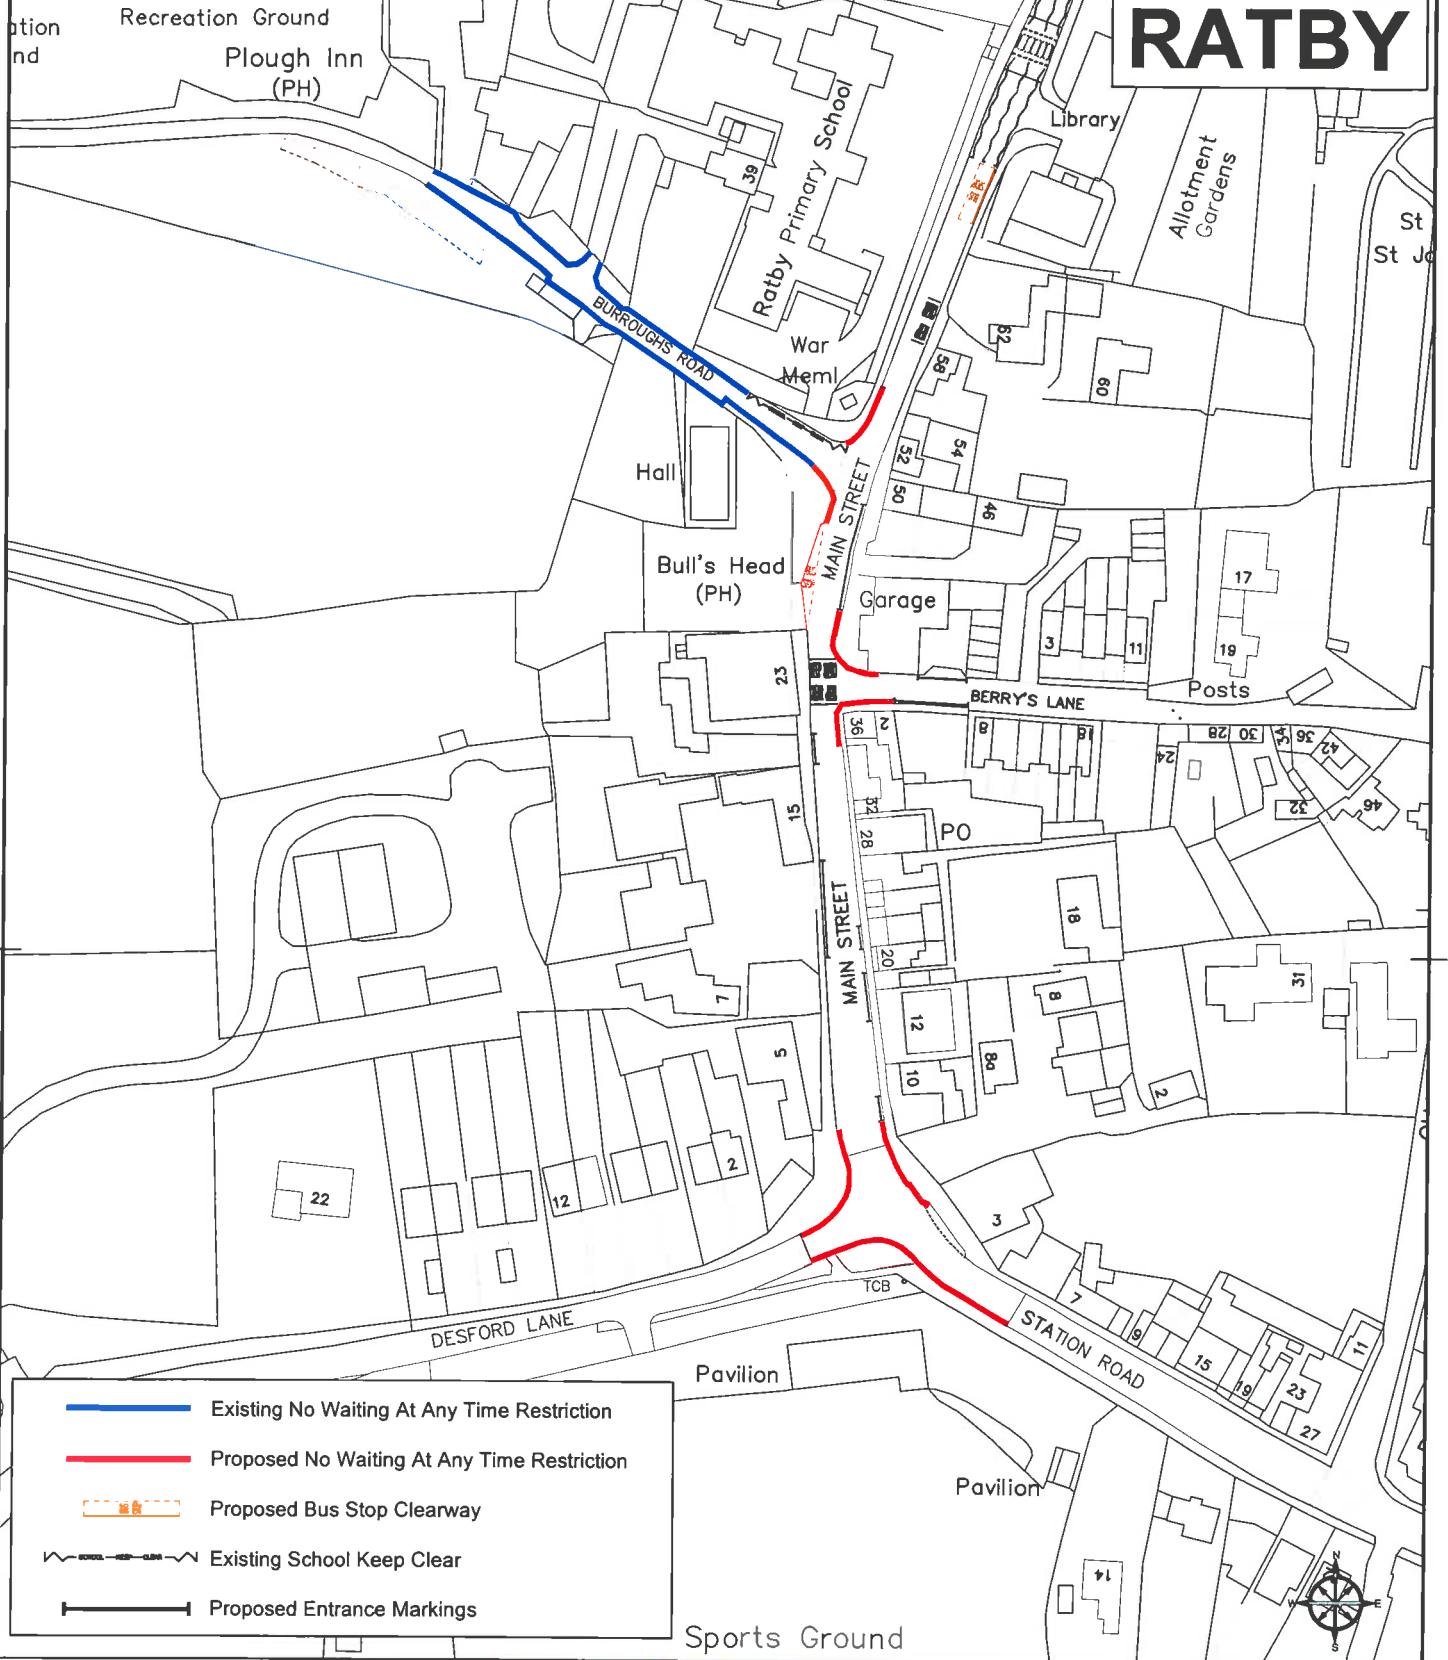 RATBY
Recreation Ground
ation
nd
Plough Inn
(PH)
Library
Allotment
Gardens
St
St Jo
Ratby Primary School
39
War
Meml
BURROUGHS ROAD
62
58
60
54
52
50
46
MAIN STREET
Hall
Bull's Head
(PH)
Garage
3
11
17
19
23
Posts
BERRY'S LANE
36
2
8
18
24
28
30
34
36
42
46
32
15
32
28
PO
MAIN STREET
18
20
7
12
8
31
5
8a
10
2
2
22
12
3
TCB
DESFORD LANE
7
STATION ROAD
9
15
19
23
11
27
Pavilion
Existing No Waiting At Any Time Restriction
Proposed No Waiting At Any Time Restriction
Proposed Bus Stop Clearway
SCHOOL KEEP CLEAR
Existing School Keep Clear
Proposed Entrance Markings
Pavilion
14
N
W
E
S
Sports Ground